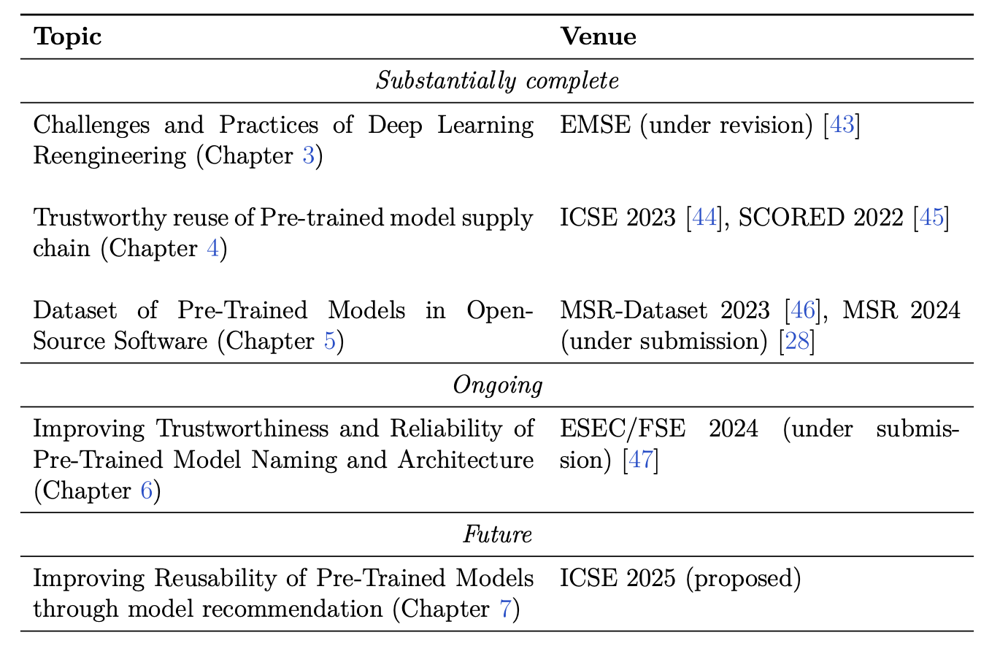 Topic Venue
Substantially complete
Challenges and Practices of Deep Learning EMSE (under revision) [43]
Reengineering (Chapter 3)
Trustworthy reuse of Pre-trained model supply ICSE 2023 [44], SCORED 2022 [45]
chain (Chapter 4)
Dataset of Pre-Trained Models in Open- MSR-Dataset 2023 [46], MSR 2024
Source Software (Chapter 5) (under submission) [28]
Ongoing
Improving Trustworthiness and Reliability of ESEC/FSE 2024 (under submis-
Pre-Trained Model Naming and Architecture sion) [47]
(Chapter 6)
Future
Improving Reusability of Pre-Trained Models ICSE 2025 (proposed)
through model recommendation (Chapter 7)